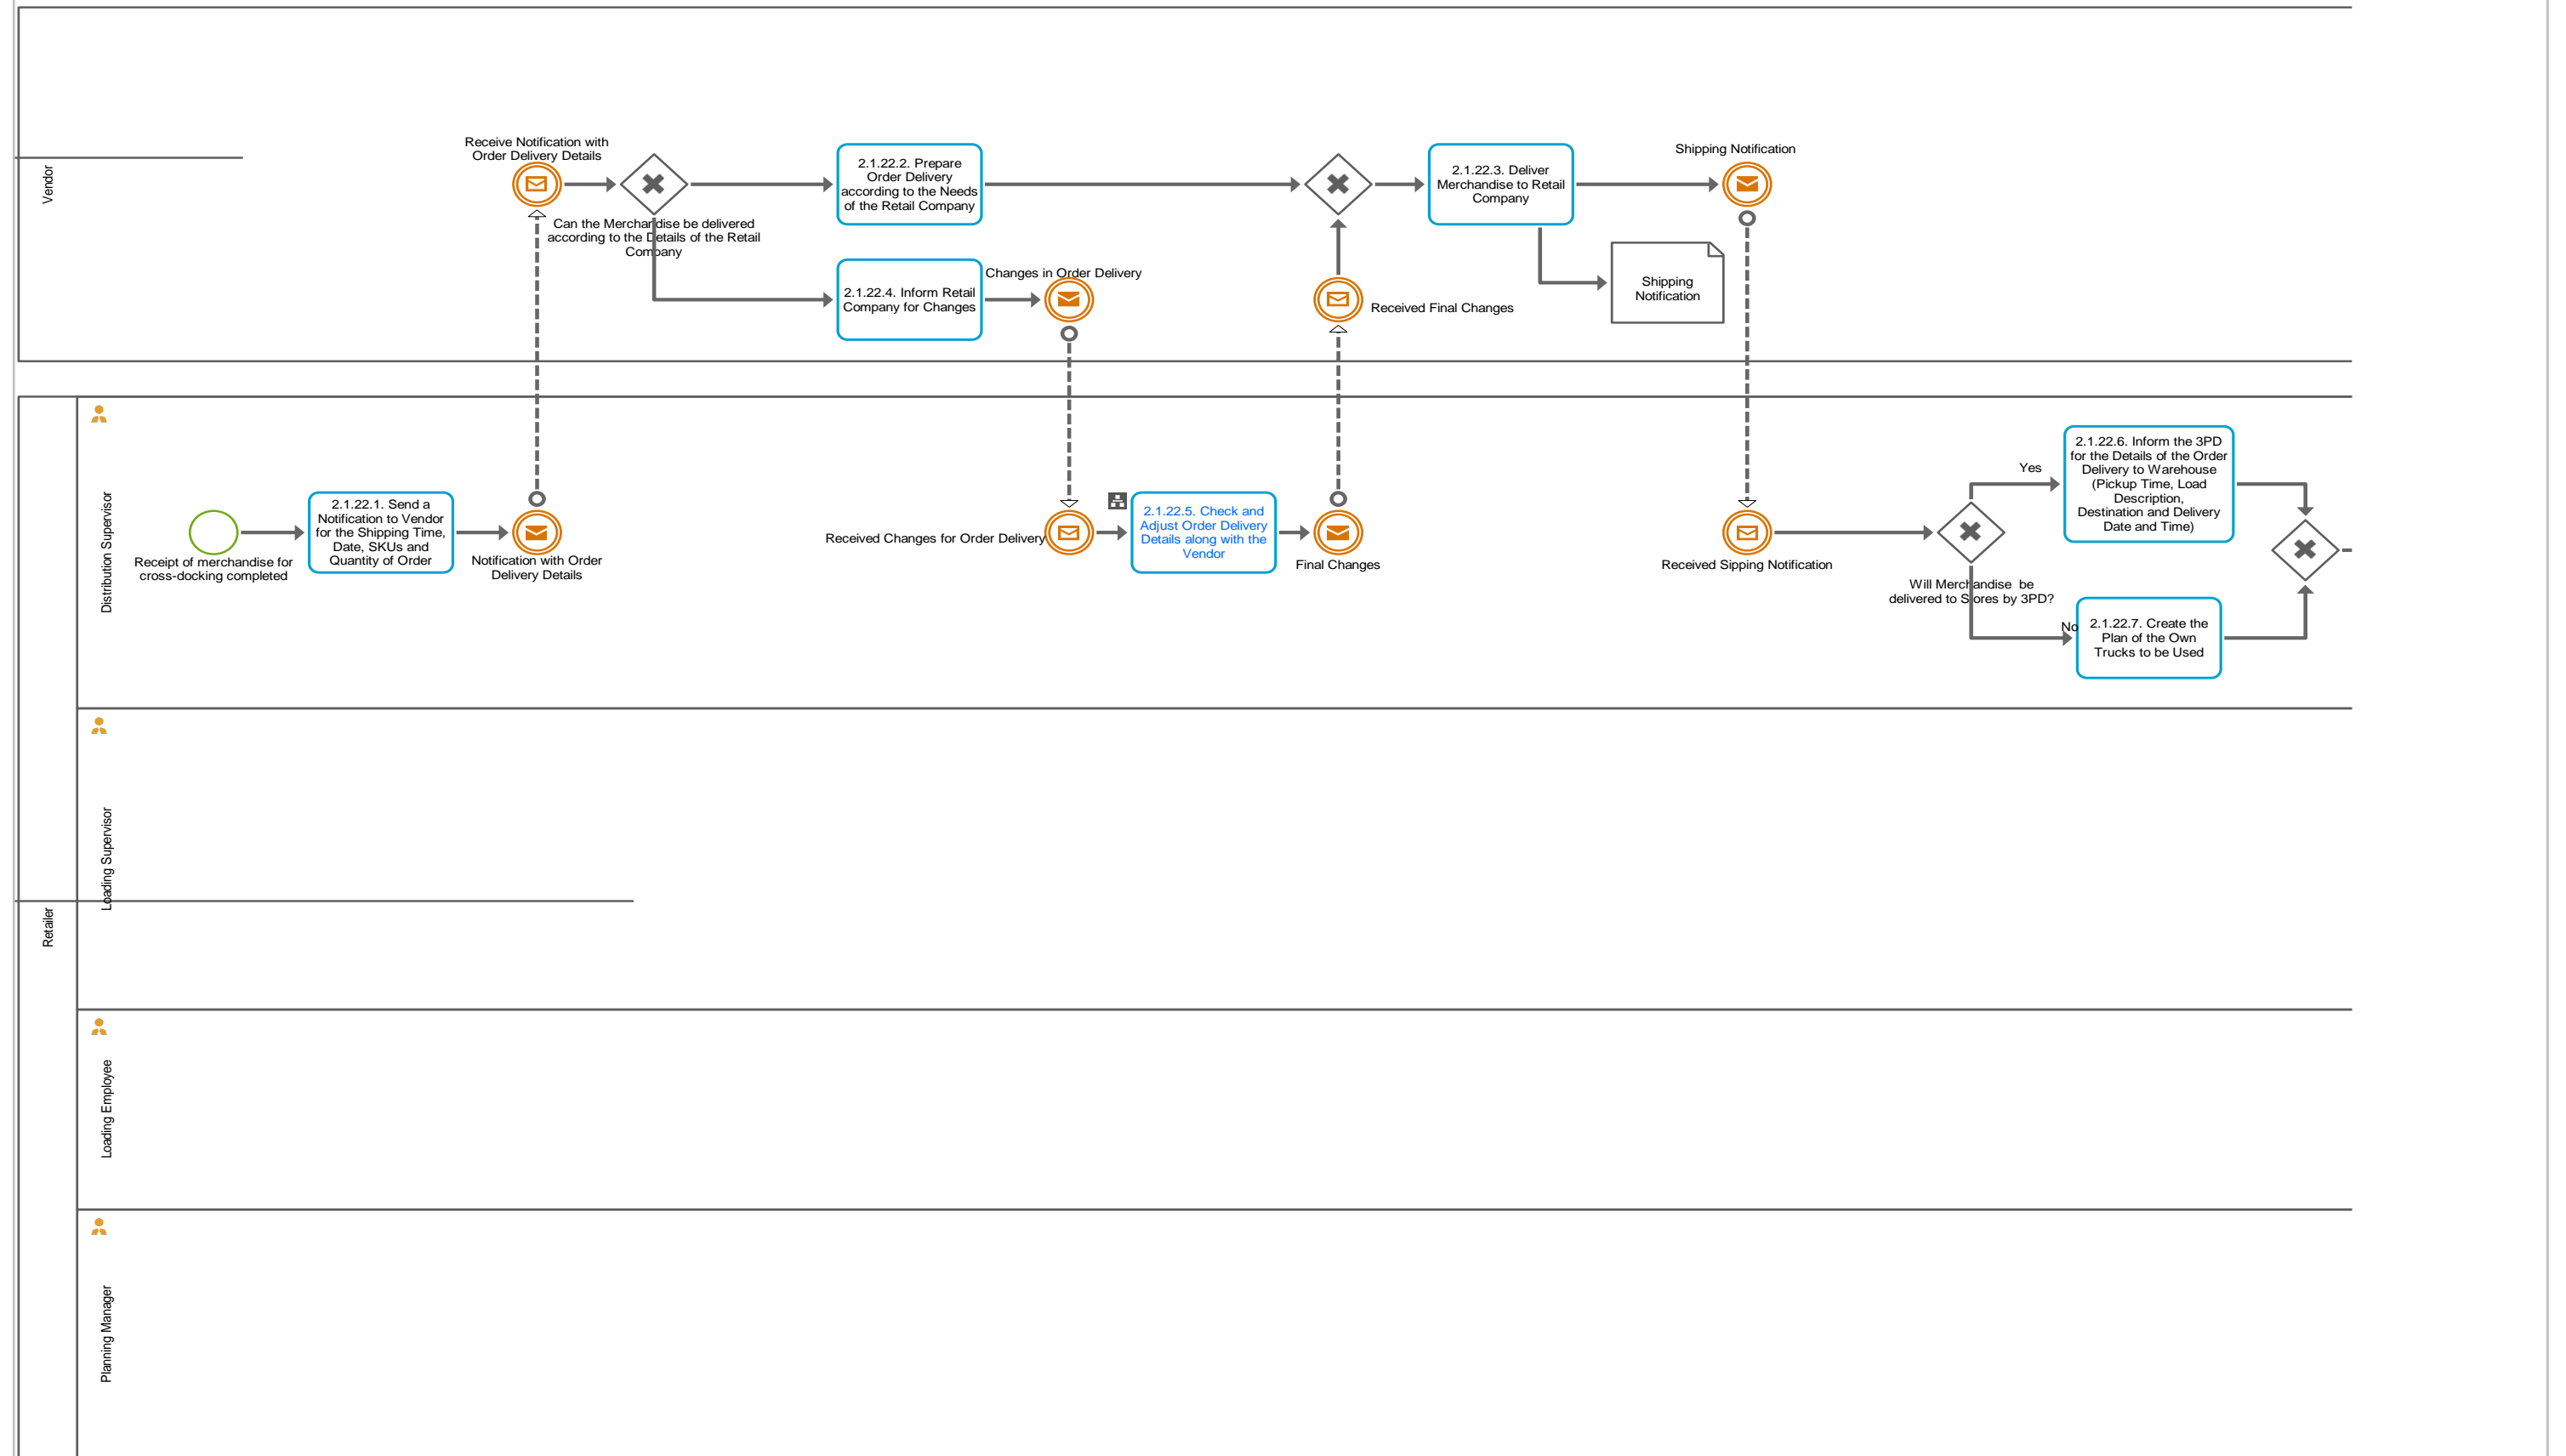 Vendor
Receive Notification with
Order Delivery Details
Can the Merchandise be delivered
according to the Details of the Retail
Company
2.1.22.2. Prepare
Order Delivery
according to the Needs
of the Retail Company
2.1.22.4. Inform Retail
Company for Changes
Changes in Order Delivery
Received Final Changes
2.1.22.3. Deliver
Merchandise to Retail
Company
Shipping
Notification
Shipping Notification
Retailer
Distribution Supervisor
Receipt of merchandise for
cross-docking completed
2.1.22.1. Send a
Notification to Vendor
for the Shipping Time,
Date, SKUs and
Quantity of Order
Notification with Order
Delivery Details
Received Changes for Order Delivery
2.1.22.5. Check and
Adjust Order Delivery
Details along with the
Vendor
Final Changes
Received Sipping Notification
Will Merchandise  be
delivered to Stores by 3PD?
Yes
2.1.22.6. Inform the 3PD
for the Details of the Order
Delivery to Warehouse
(Pickup Time, Load
Description,
Destination and Delivery
Date and Time)
No
2.1.22.7. Create the
Plan of the Own
Trucks to be Used
Loading Supervisor
Loading Employee
Planning Manager